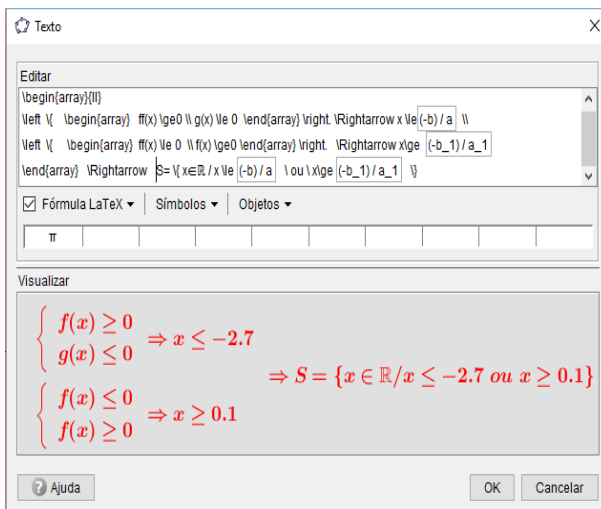 Texto
Editar
\begin{array}{ll}
\left \{ \begin{array} ff(x) \ge0 \\ g(x) \le 0 \end{array} \right. \Rightarrow x \le (-b) / a \\
\left \{ \begin{array} ff(x) \le 0 \\ f(x) \ge0 \end{array} \right. \Rightarrow x\ge (-b_1) / a_1
\end{array} \Rightarrow S= \{ x∈ℝ / x \le (-b) / a \ ou \ x\ge (-b_1) / a_1 \}
Fórmula LaTeX Símbolos Objetos
π
Visualizar
f(x) ≥ 0
g(x) ≤ 0
⇒ x ≤ −2.7
⇒ S = {x ∈ ℝ/x ≤ −2.7 ou x ≥ 0.1}
f(x) ≤ 0
f(x) ≥ 0
⇒ x ≥ 0.1
Ajuda OK Cancelar